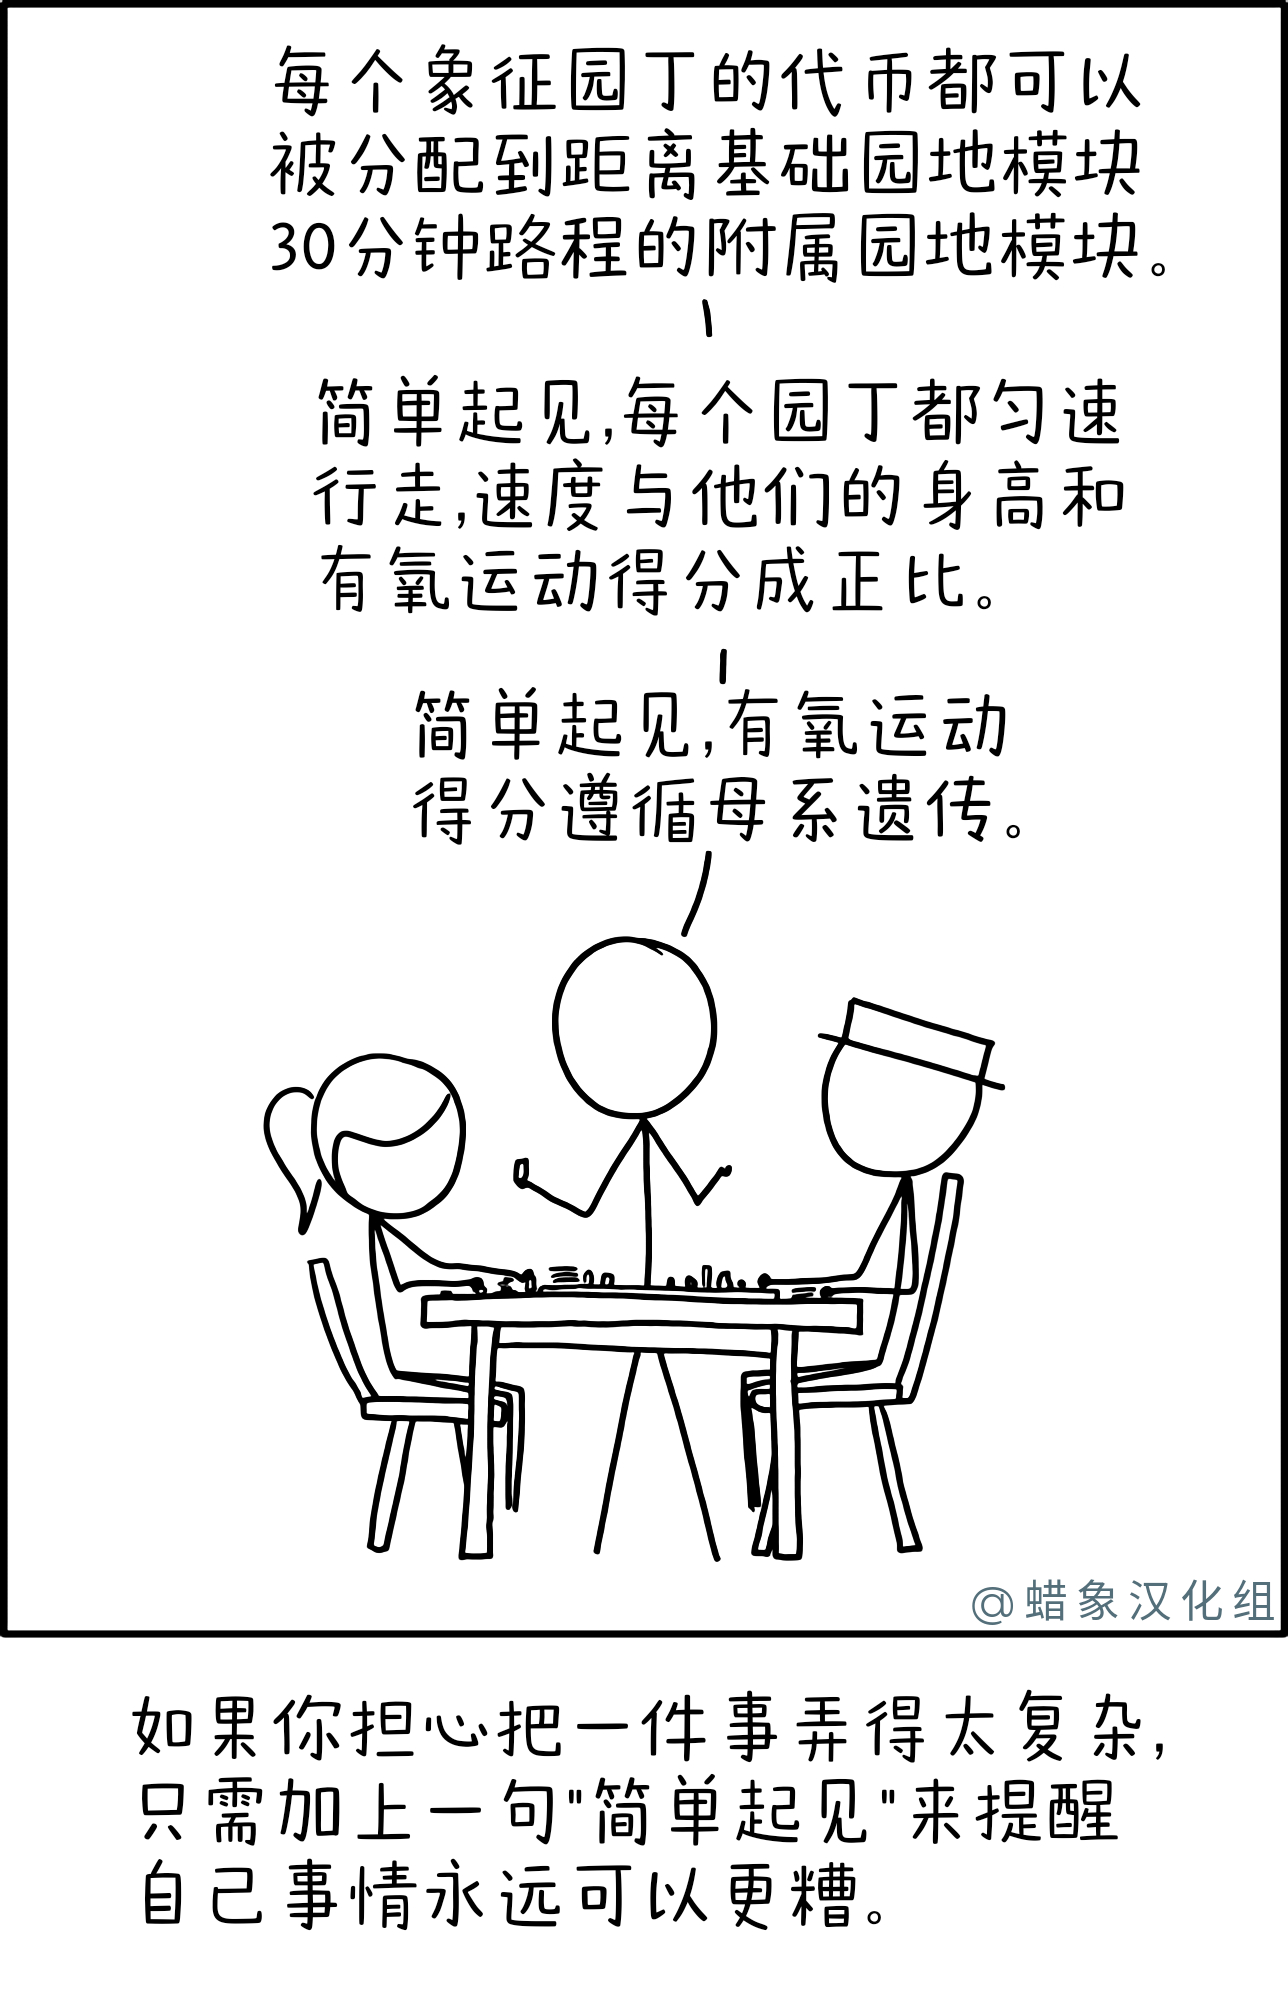 每个象征园丁的代币都可以
被分配到距离基础园地模块
30分钟路程的附属园地模块。
简单起见,每个园丁都匀速
行走,速度与他们的身高和
有氧运动得分成正比。
简单起见,有氧运动
得分遵循母系遗传。
@蜡象汉化组
如果你担心把一件事弄得太复杂,
只需加上一句"简单起见"来提醒
自己事情永远可以更糟。